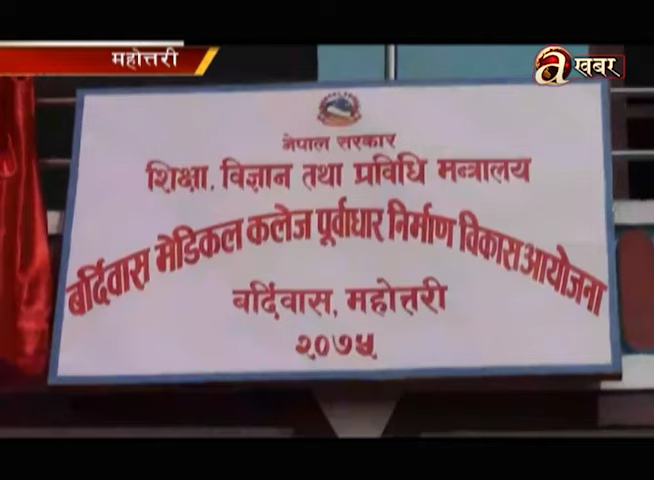 महोत्तरी
a खबर
नेपाल सरकार
शिक्षा, विज्ञान तथा प्रविधि मन्त्रालय
बर्दिवास मेडिकल कलेज पूर्वाधार निर्माण विकास आयोजना
बर्दिवास, महोत्तरी
२०७५